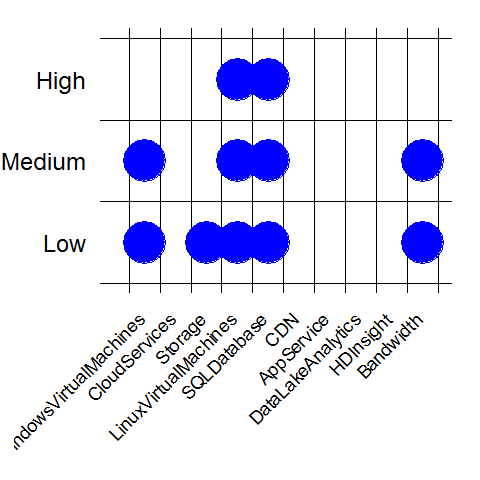 High
Medium
Low
ndowsVirtualMachines
CloudServices
Storage
LinuxVirtualMachines
SQLDatabase
CDN
AppService
DataLakeAnalytics
HDInsight
Bandwidth